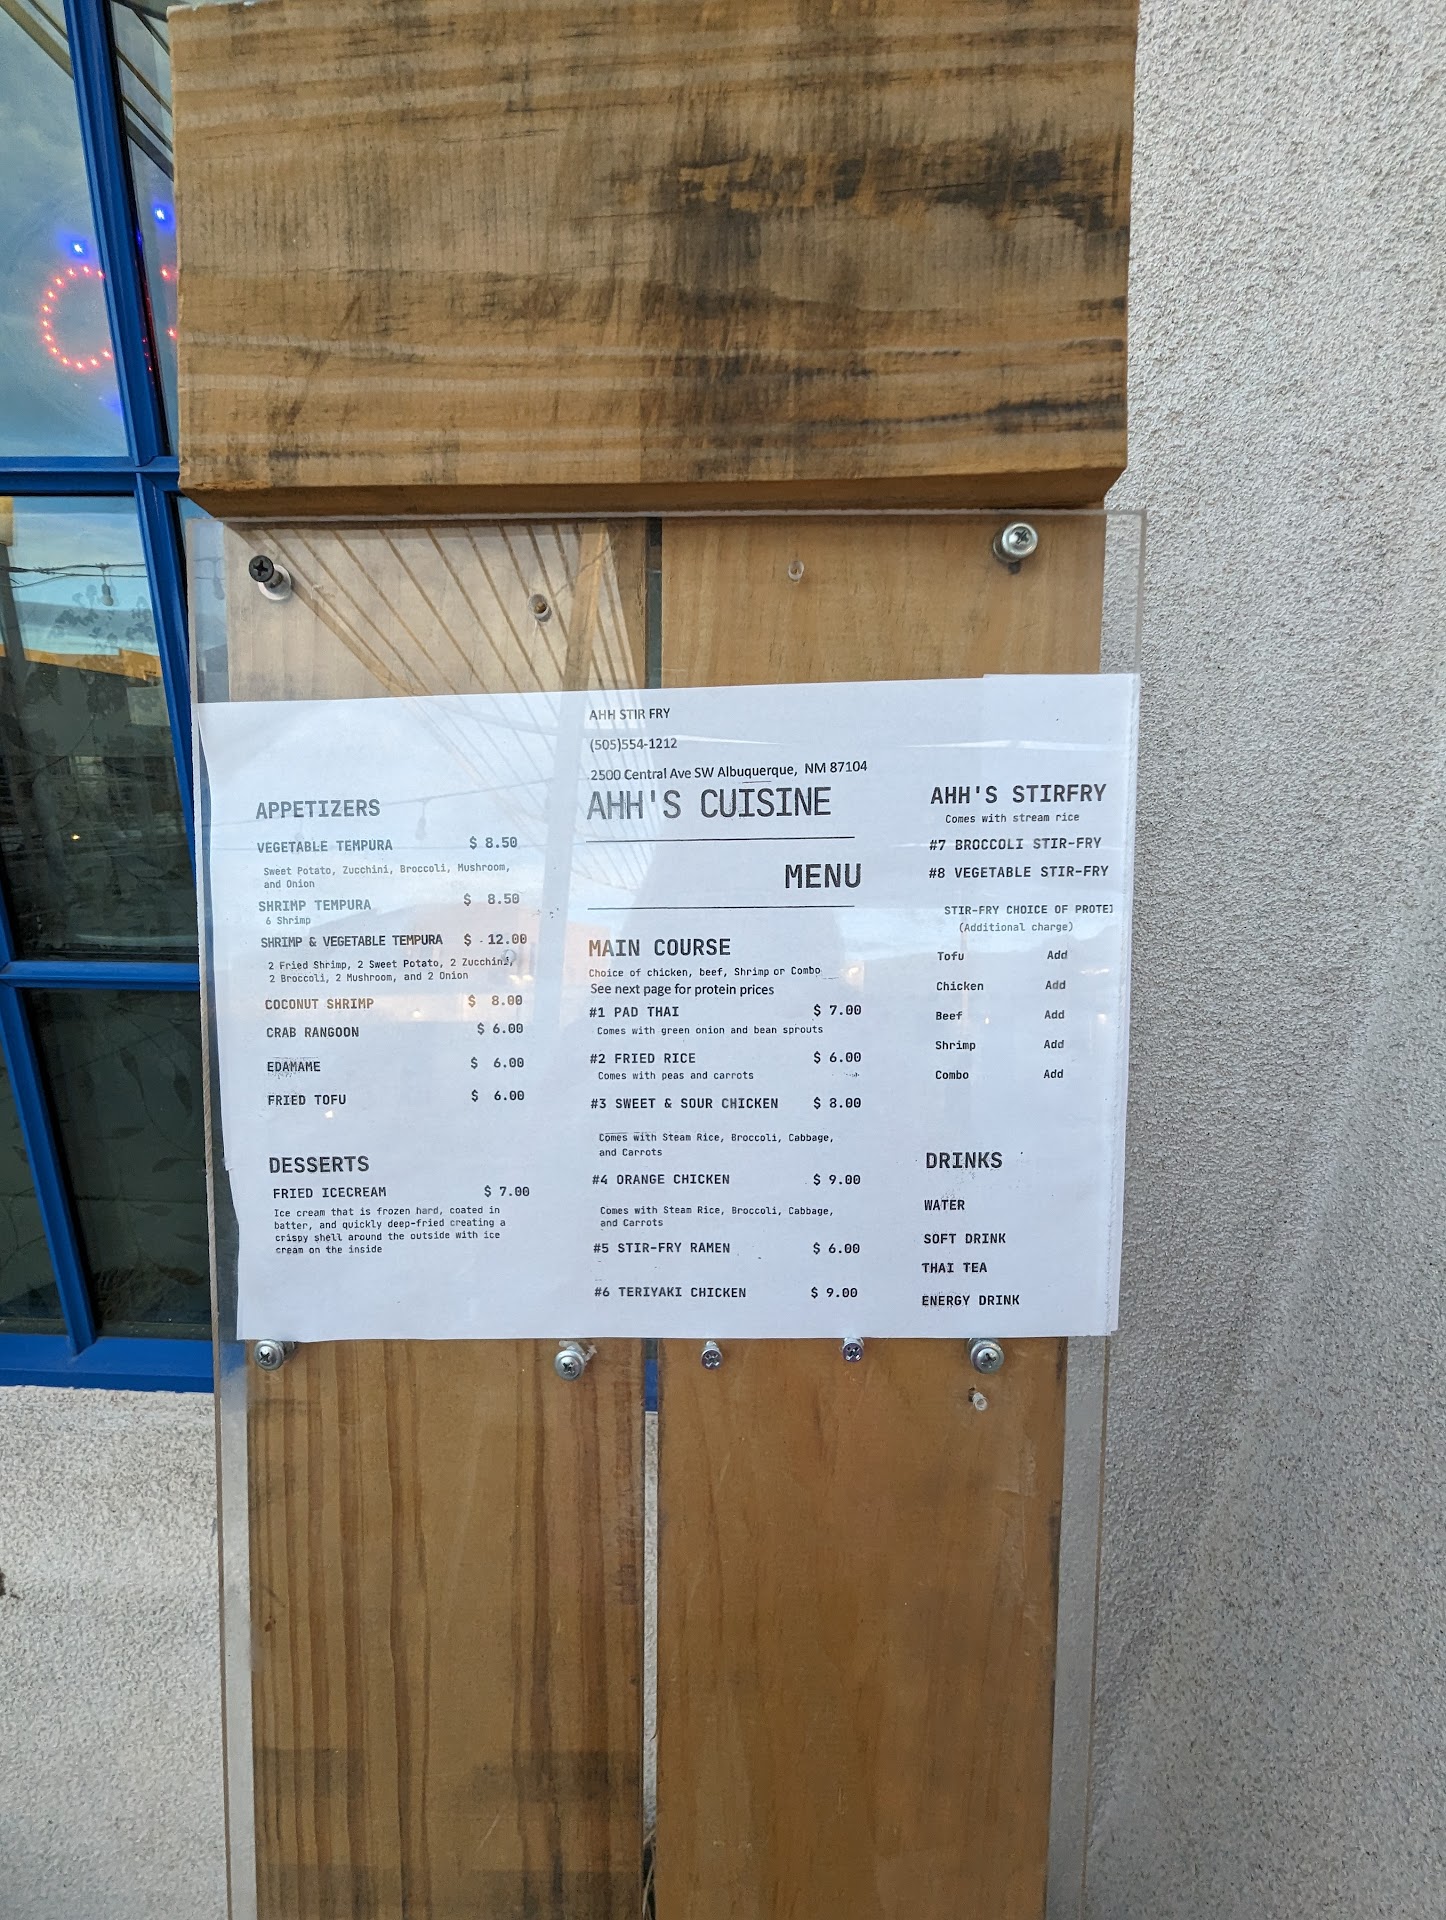 AHH STIR FRY
(505)554-1212
2500 Central Ave SW Albuquerque, NM 87104
AHH'S CUISINE
MENU
APPETIZERS
VEGETABLE TEMPURA $ 8.50
Sweet Potato, Zucchini, Broccoli, Mushroom,
and Onion
SHRIMP TEMPURA $ 8.50
6 Shrimp
SHRIMP & VEGETABLE TEMPURA $ 12.00
2 Fried Shrimp, 2 Sweet Potato, 2 Zucchini,
2 Broccoli, 2 Mushroom, and 2 Onion
COCONUT SHRIMP $ 8.00
CRAB RANGOON $ 6.00
EDAMAME $ 6.00
FRIED TOFU $ 6.00
DESSERTS
FRIED ICECREAM $ 7.00
Ice cream that is frozen hard, coated in
batter, and quickly deep-fried creating a
crispy shell around the outside with ice
cream on the inside
MAIN COURSE
Choice of chicken, beef, Shrimp or Combo
See next page for protein prices
#1 PAD THAI $ 7.00
Comes with green onion and bean sprouts
#2 FRIED RICE $ 6.00
Comes with peas and carrots
#3 SWEET & SOUR CHICKEN $ 8.00
Comes with Steam Rice, Broccoli, Cabbage,
and Carrots
#4 ORANGE CHICKEN $ 9.00
Comes with Steam Rice, Broccoli, Cabbage,
and Carrots
#5 STIR-FRY RAMEN $ 6.00
#6 TERIYAKI CHICKEN $ 9.00
AHH'S STIRFRY
Comes with stream rice
#7 BROCCOLI STIR-FRY
#8 VEGETABLE STIR-FRY
STIR-FRY CHOICE OF PROTEI
(Additional charge)
Tofu Add
Chicken Add
Beef Add
Shrimp Add
Combo Add
DRINKS
WATER
SOFT DRINK
THAI TEA
ENERGY DRINK